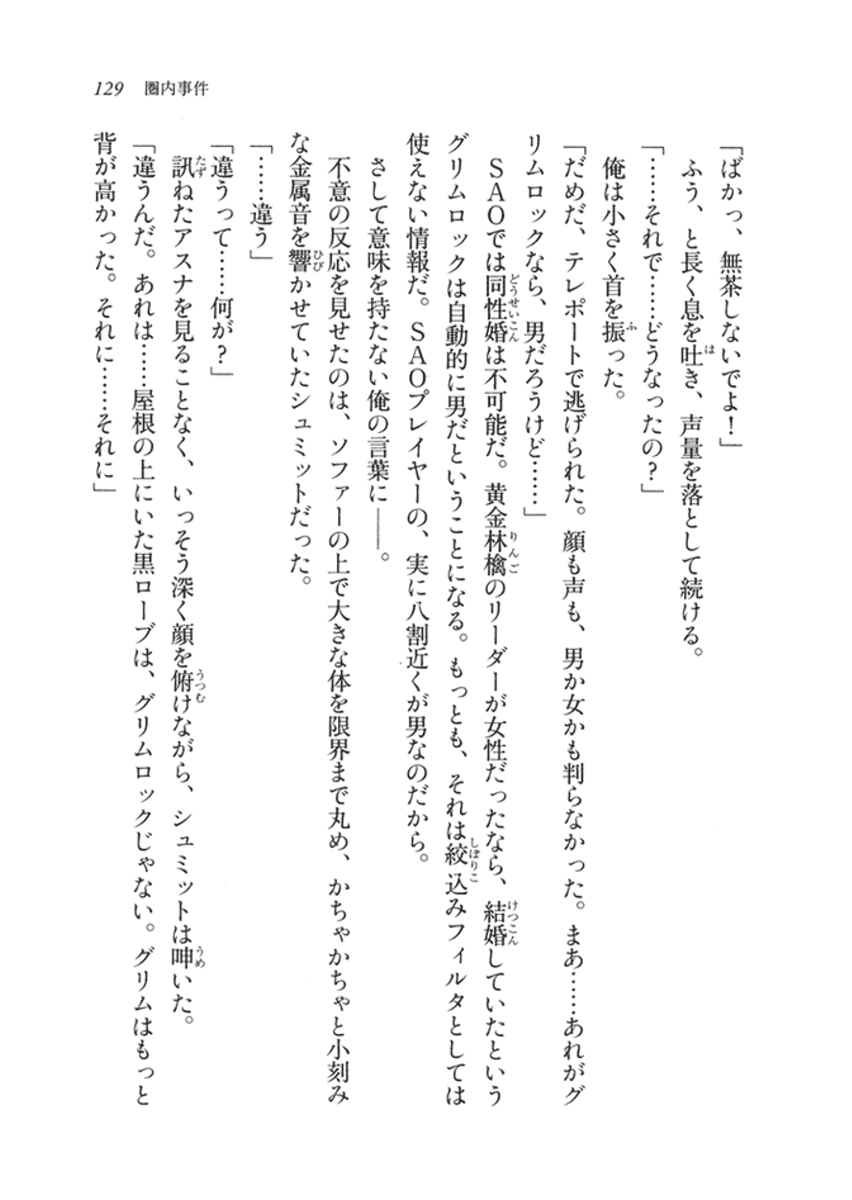 129 圏内事件
「ばかっ、無茶しないでよ！」
ふう、と長く息を吐き、声量を落として続ける。
「……それで……どうなったの？」
俺は小さく首を振った。
「だめだ、テレポートで逃げられた。顔も声も、男か女かも判らなかった。まあ……あれがグ
リムロックなら、男だろうけど……」
ＳＡＯでは同性婚は不可能だ。黄金林檎のリーダーが女性だったなら、結婚していたという
グリムロックは自動的に男だということになる。もっとも、それは絞込みフィルタとしては
使えない情報だ。ＳＡＯプレイヤーの、実に八割近くが男なのだから。
さして意味を持たない俺の言葉に――。
不意の反応を見せたのは、ソファーの上で大きな体を限界まで丸め、かちゃかちゃと小刻み
な金属音を響かせていたシュミットだった。
「……違う」
「違うって……何が？」
訊ねたアスナを見ることなく、いっそう深く顔を俯けながら、シュミットは呻いた。
「違うんだ。あれは……屋根の上にいた黒ローブは、グリムロックじゃない。グリムはもっと
背が高かった。それに……それに」